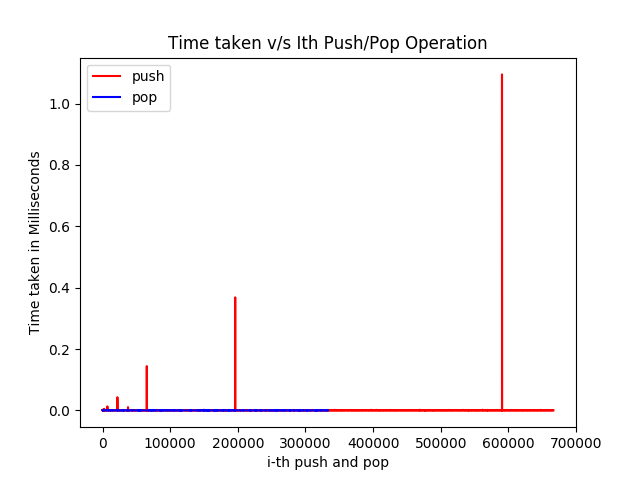 Time taken v/s Ith Push/Pop Operation
push
pop
1.0
0.8
0.6
0.4
0.2
0.0
Time taken in Milliseconds
0 100000 200000 300000 400000 500000 600000 700000
i-th push and pop